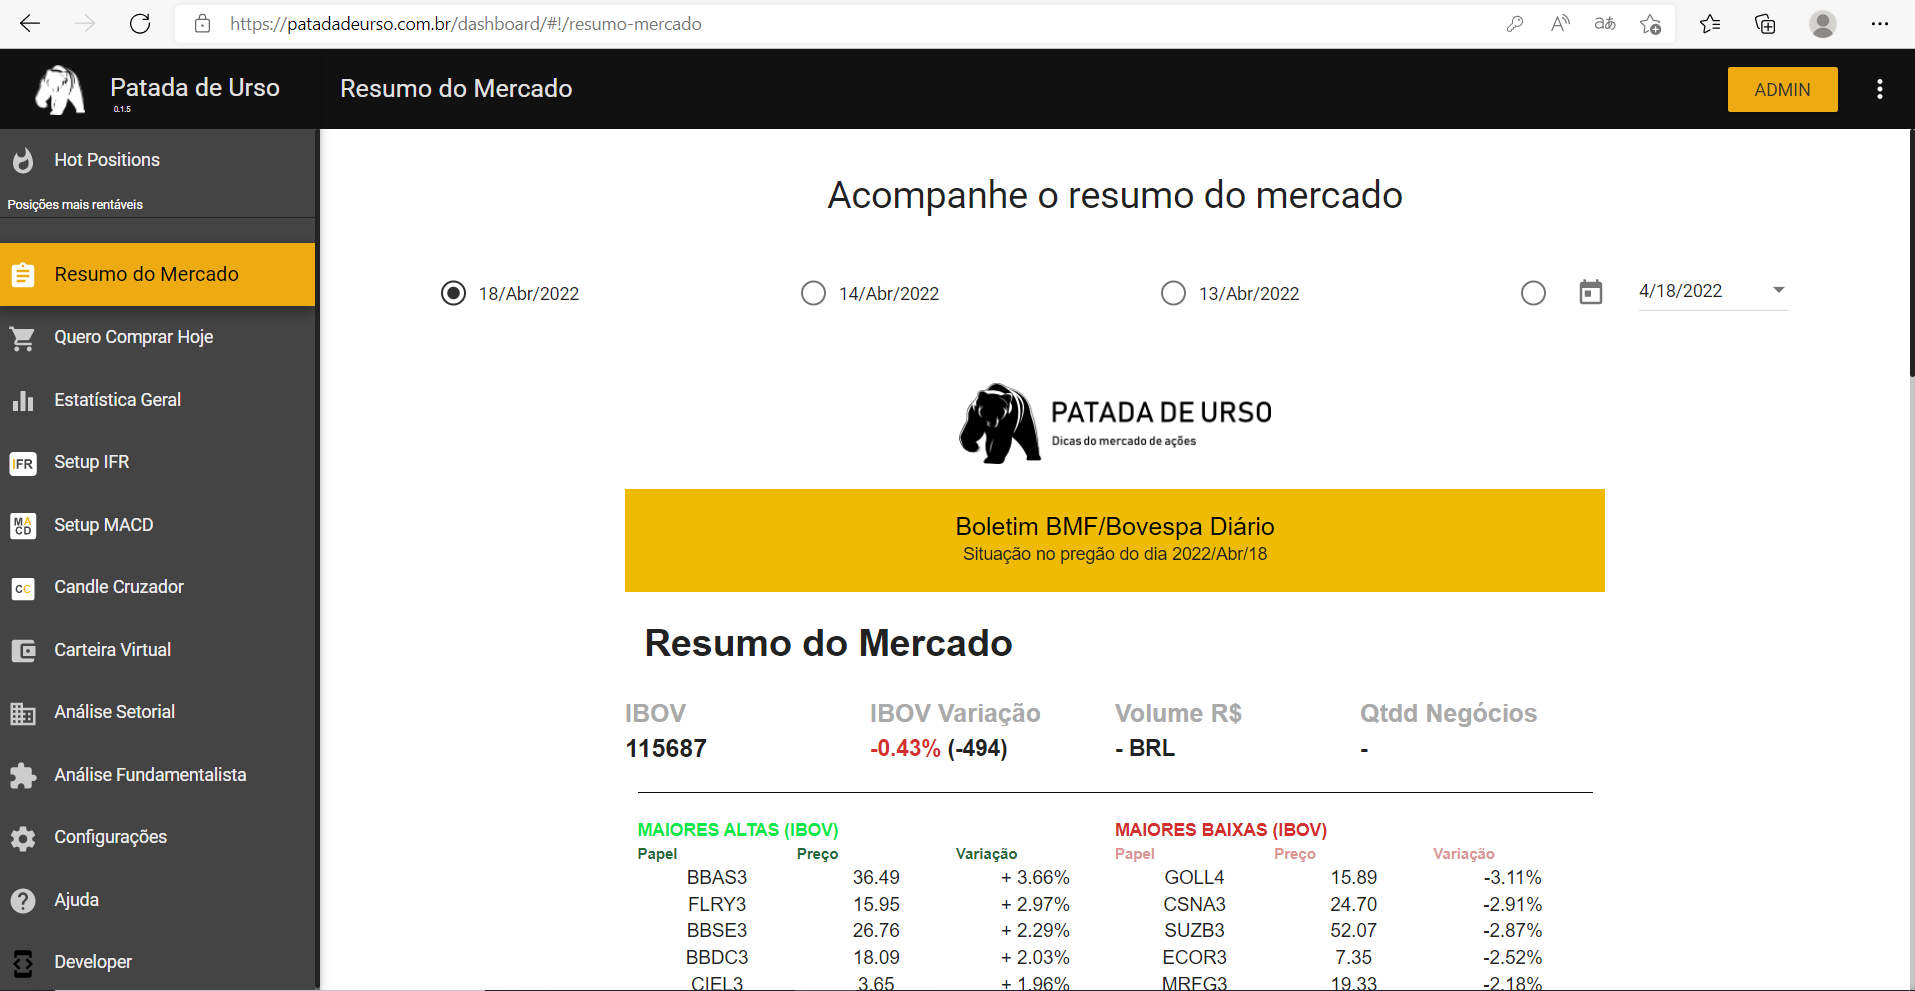 https://patadadeurso.com.br/dashboard/#!/resumo-mercado
Patada de Urso
0.1.5
Resumo do Mercado
ADMIN
Hot Positions
Posições mais rentáveis
Resumo do Mercado
Quero Comprar Hoje
Estatística Geral
IFR
Setup IFR
MA
CD
Setup MACD
CC
Candle Cruzador
Carteira Virtual
Análise Setorial
Análise Fundamentalista
Configurações
Ajuda
Developer
Acompanhe o resumo do mercado
18/Abr/2022 14/Abr/2022 13/Abr/2022 4/18/2022
PATADA DE URSO
Dicas do mercado de ações
Boletim BMF/Bovespa Diário
Situação no pregão do dia 2022/Abr/18
Resumo do Mercado
IBOV IBOV Variação Volume R$ Qtdd Negócios
115687 -0.43% (-494) - BRL -
MAIORES ALTAS (IBOV) MAIORES BAIXAS (IBOV)
Papel Preço Variação Papel Preço Variação
BBAS3 36.49 + 3.66% GOLL4 15.89 -3.11%
FLRY3 15.95 + 2.97% CSNA3 24.70 -2.91%
BBSE3 26.76 + 2.29% SUZB3 52.07 -2.87%
BBDC3 18.09 + 2.03% ECOR3 7.35 -2.52%
CIEL3 3.65 + 1.96% MRFG3 19.33 -2.18%